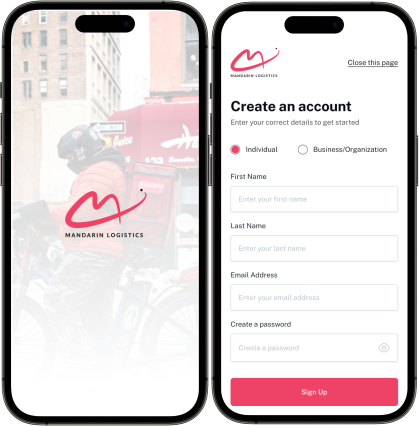 MANDARIN LOGISTICS
MANDARIN LOGISTICS
Close this page
Create an account
Enter your correct details to get started
Individual
Business/Organization
First Name
Enter your first name
Last Name
Enter your last name
Email Address
Enter your email address
Create a password
Create a password
Sign Up